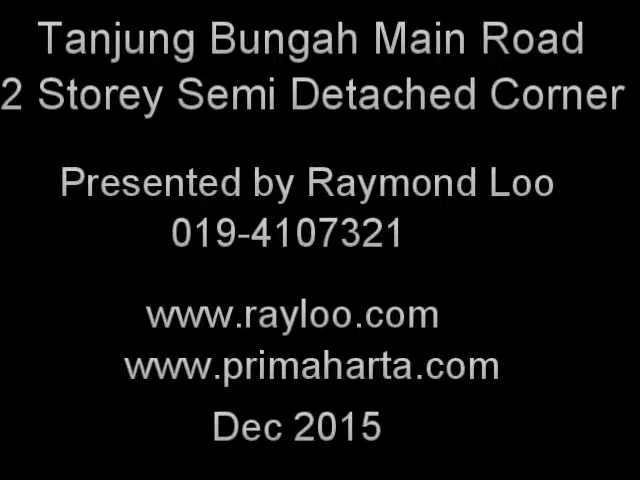 Tanjung Bungah Main Road
2 Storey Semi Detached Corner
Presented by Raymond Loo
019-4107321
www.rayloo.com
www.primaharta.com
Dec 2015